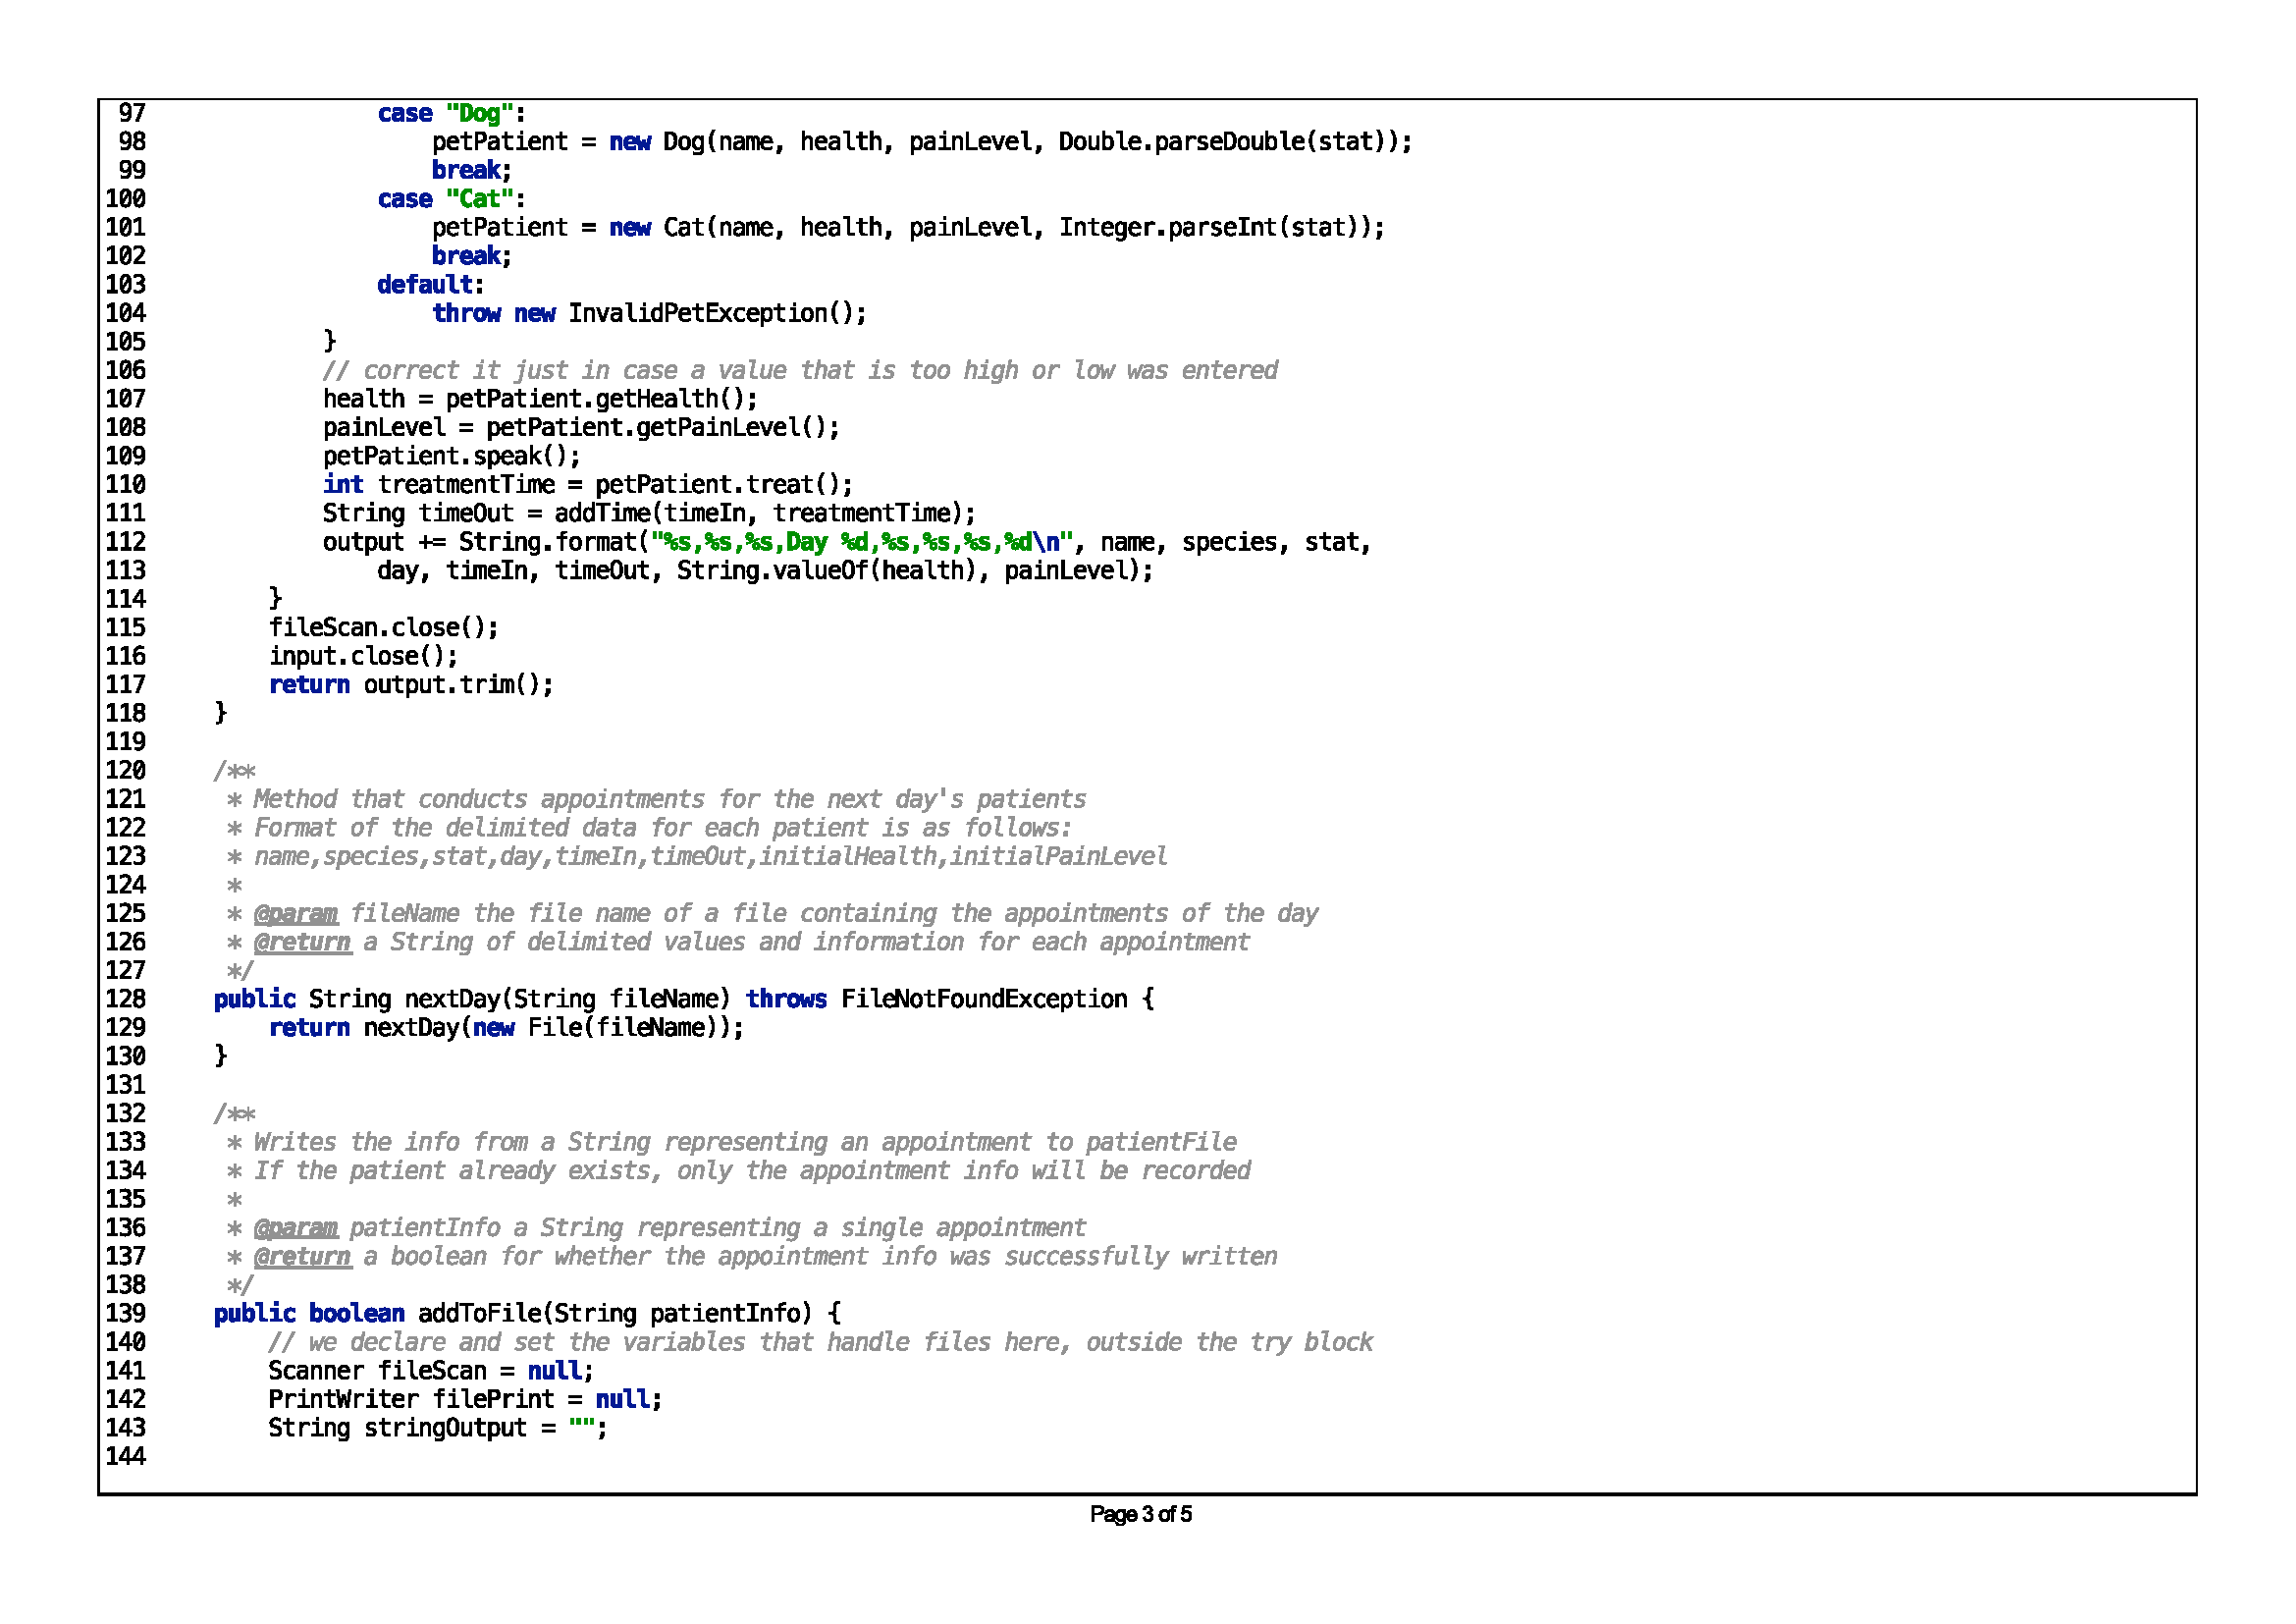 97                 case "Dog":
98                     petPatient = new Dog(name, health, painLevel, Double.parseDouble(stat));
99                     break;
100                 case "Cat":
101                     petPatient = new Cat(name, health, painLevel, Integer.parseInt(stat));
102                     break;
103                 default:
104                     throw new InvalidPetException();
105             }
106             // correct it just in case a value that is too high or low was entered
107             health = petPatient.getHealth();
108             painLevel = petPatient.getPainLevel();
109             petPatient.speak();
110             int treatmentTime = petPatient.treat();
111             String timeOut = addTime(timeIn, treatmentTime);
112             output += String.format("%s,%s,%s,Day %d,%s,%s,%s,%d\n", name, species, stat,
113                 day, timeIn, timeOut, String.valueOf(health), painLevel);
114         }
115         fileScan.close();
116         input.close();
117         return output.trim();
118     }
119
120     /**
121      * Method that conducts appointments for the next day's patients
122      * Format of the delimited data for each patient is as follows:
123      * name,species,stat,day,timeIn,timeOut,initialHealth,initialPainLevel
124      *
125      * @param fileName the file name of a file containing the appointments of the day
126      * @return a String of delimited values and information for each appointment
127      */
128     public String nextDay(String fileName) throws FileNotFoundException {
129         return nextDay(new File(fileName));
130     }
131
132     /**
133      * Writes the info from a String representing an appointment to patientFile
134      * If the patient already exists, only the appointment info will be recorded
135      *
136      * @param patientInfo a String representing a single appointment
137      * @return a boolean for whether the appointment info was successfully written
138      */
139     public boolean addToFile(String patientInfo) {
140         // we declare and set the variables that handle files here, outside the try block
141         Scanner fileScan = null;
142         PrintWriter filePrint = null;
143         String stringOutput = "";
144
Page 3 of 5